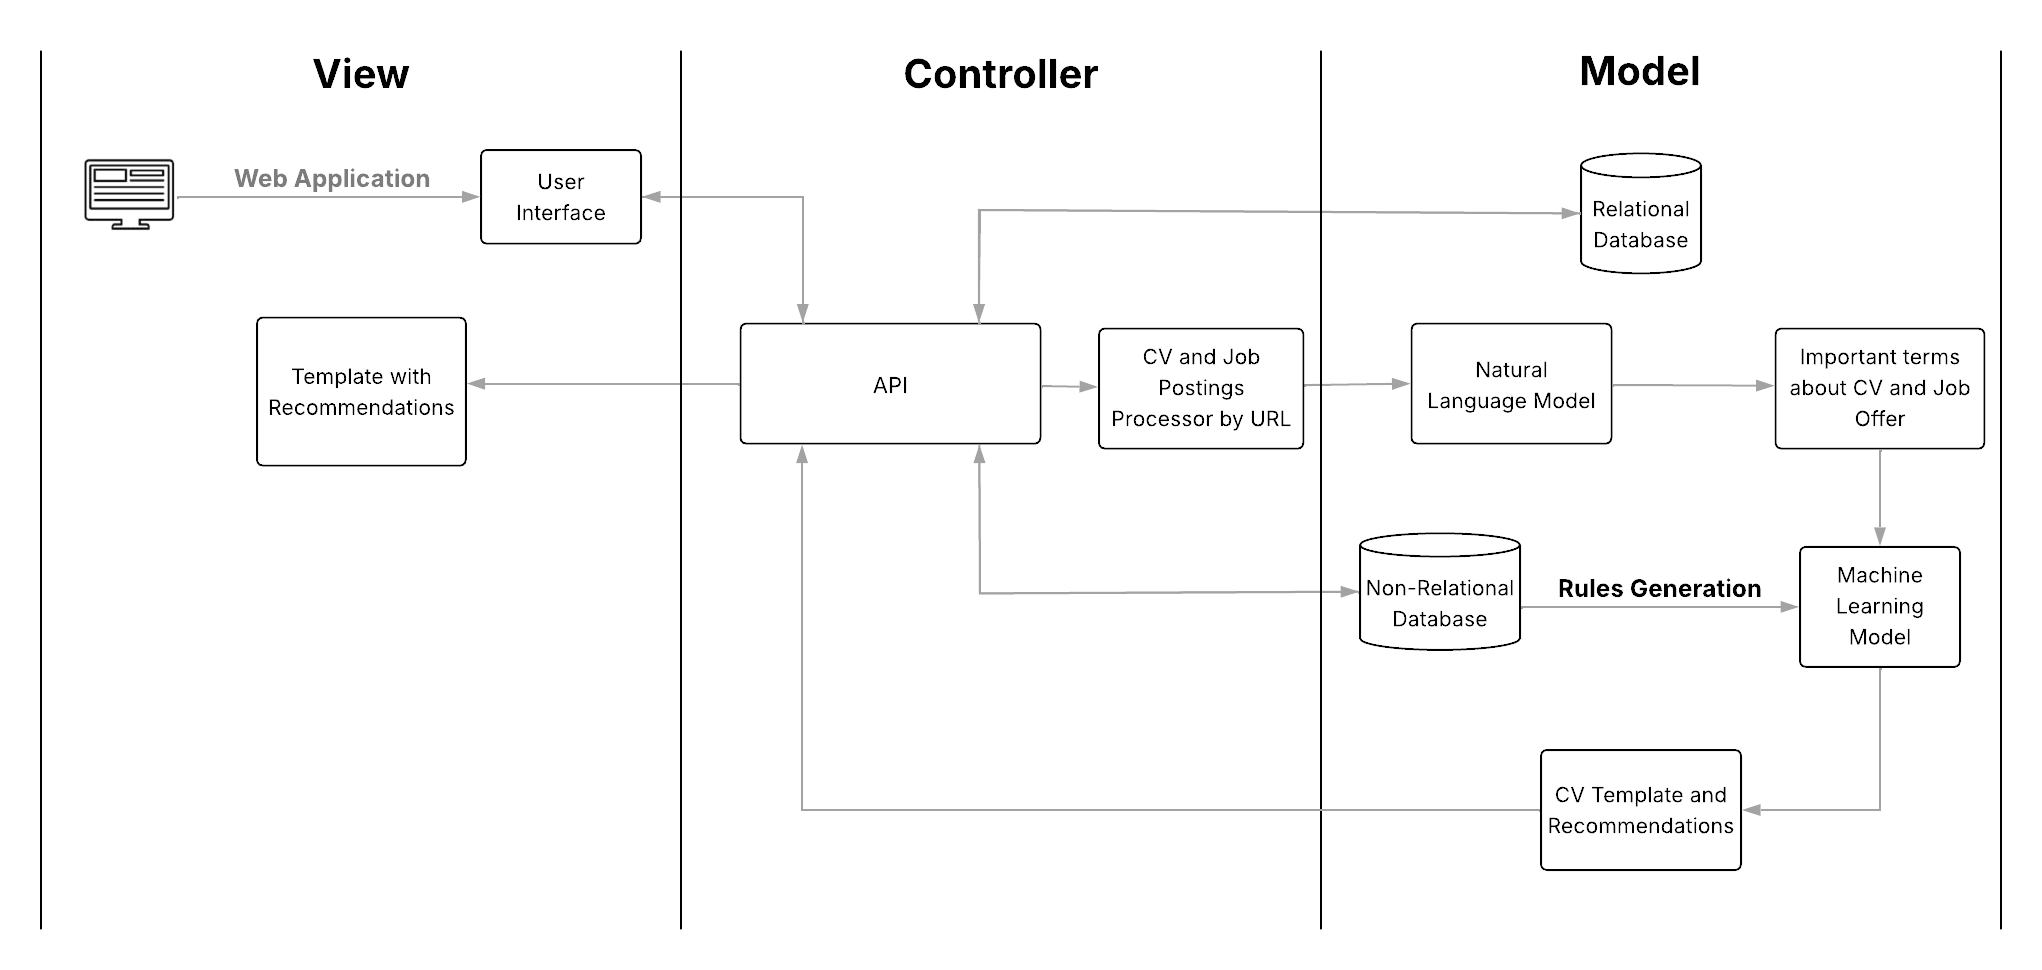 View
Controller
Model
Web Application
User
Interface
Relational
Database
Template with
Recommendations
API
CV and Job
Postings
Processor by URL
Natural
Language Model
Important terms
about CV and Job
Offer
Non-Relational
Database
Rules Generation
Machine
Learning
Model
CV Template and
Recommendations